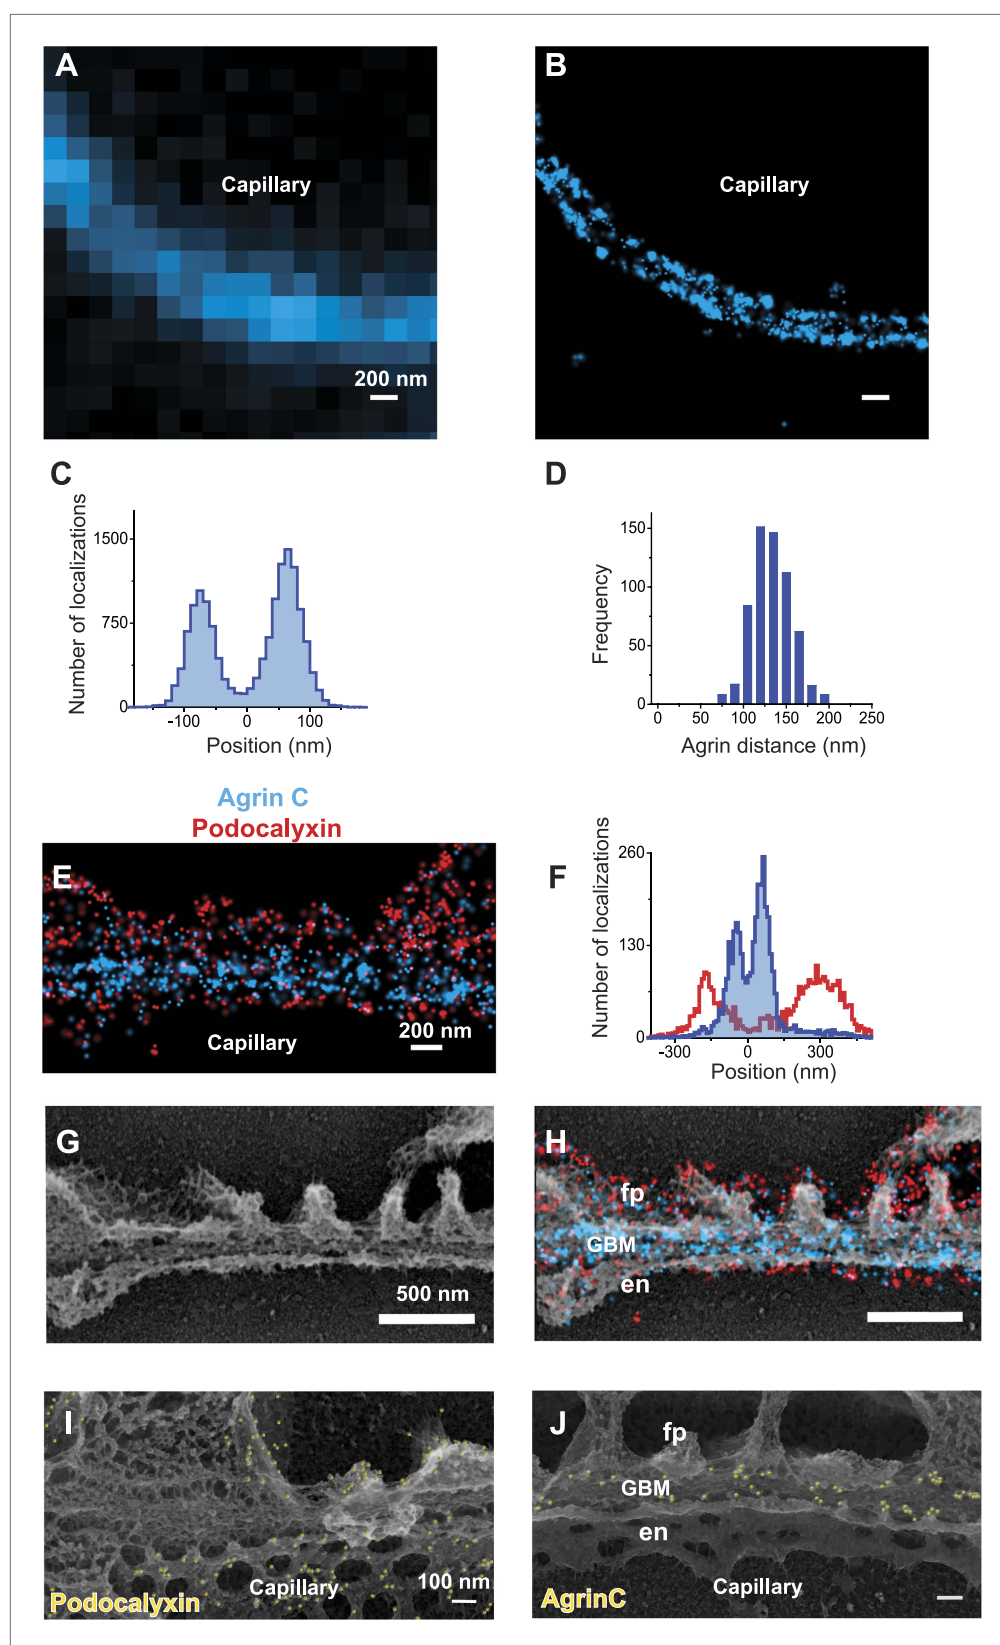 A
Capillary
200 nm
B
Capillary
C
Number of localizations
1500
750
0
-100
0
100
Position (nm)
D
Frequency
150
100
50
0
0
50
100
150
200
250
Agrin distance (nm)
Agrin C
Podocalyxin
E
200 nm
Capillary
F
Number of localizations
260
130
0
-300
0
300
Position (nm)
G
500 nm
H
fp
GBM
en
I
Capillary
100 nm
Podocalyxin
J
fp
GBM
en
Capillary
AgrinC